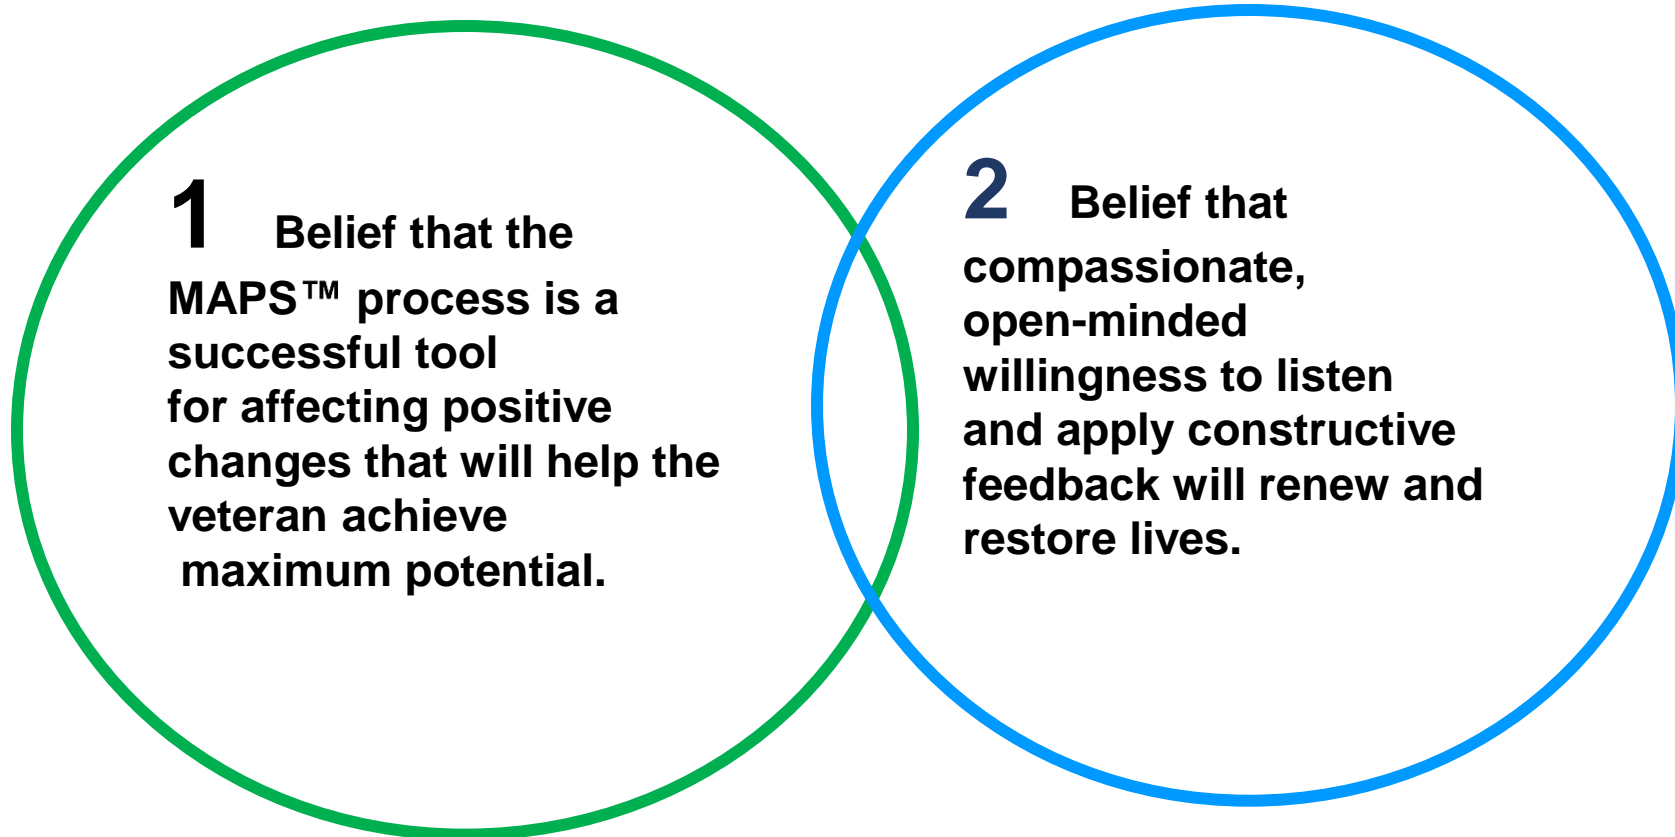 1 Belief that the
MAPS™ process is a
successful tool
for affecting positive
changes that will help the
veteran achieve
maximum potential.
2 Belief that
compassionate,
open-minded
willingness to listen
and apply constructive
feedback will renew and
restore lives.